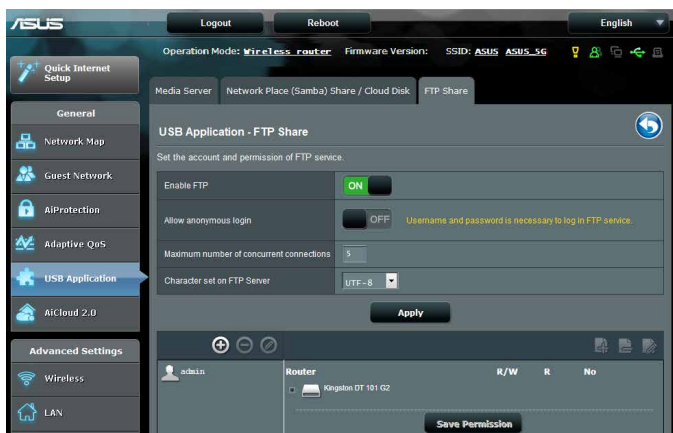 ASUS Logout Reboot English
Operation Mode: Wireless router Firmware Version: SSID: ASUS ASUS_5G
Quick Internet
Setup
Media Server Network Place (Samba) Share / Cloud Disk FTP Share
General
Network Map
Guest Network
AiProtection
Adaptive QoS
USB Application
AiCloud 2.0
Advanced Settings
Wireless
LAN
USB Application - FTP Share
Set the account and permission of FTP service.
Enable FTP ON
Allow anonymous login OFF Username and password is necessary to log in FTP service.
Maximum number of concurrent connections 5
Character set on FTP Server UTF-8
Apply
admin Router R/W R No
Kingston DT 101 G2
Save Permission